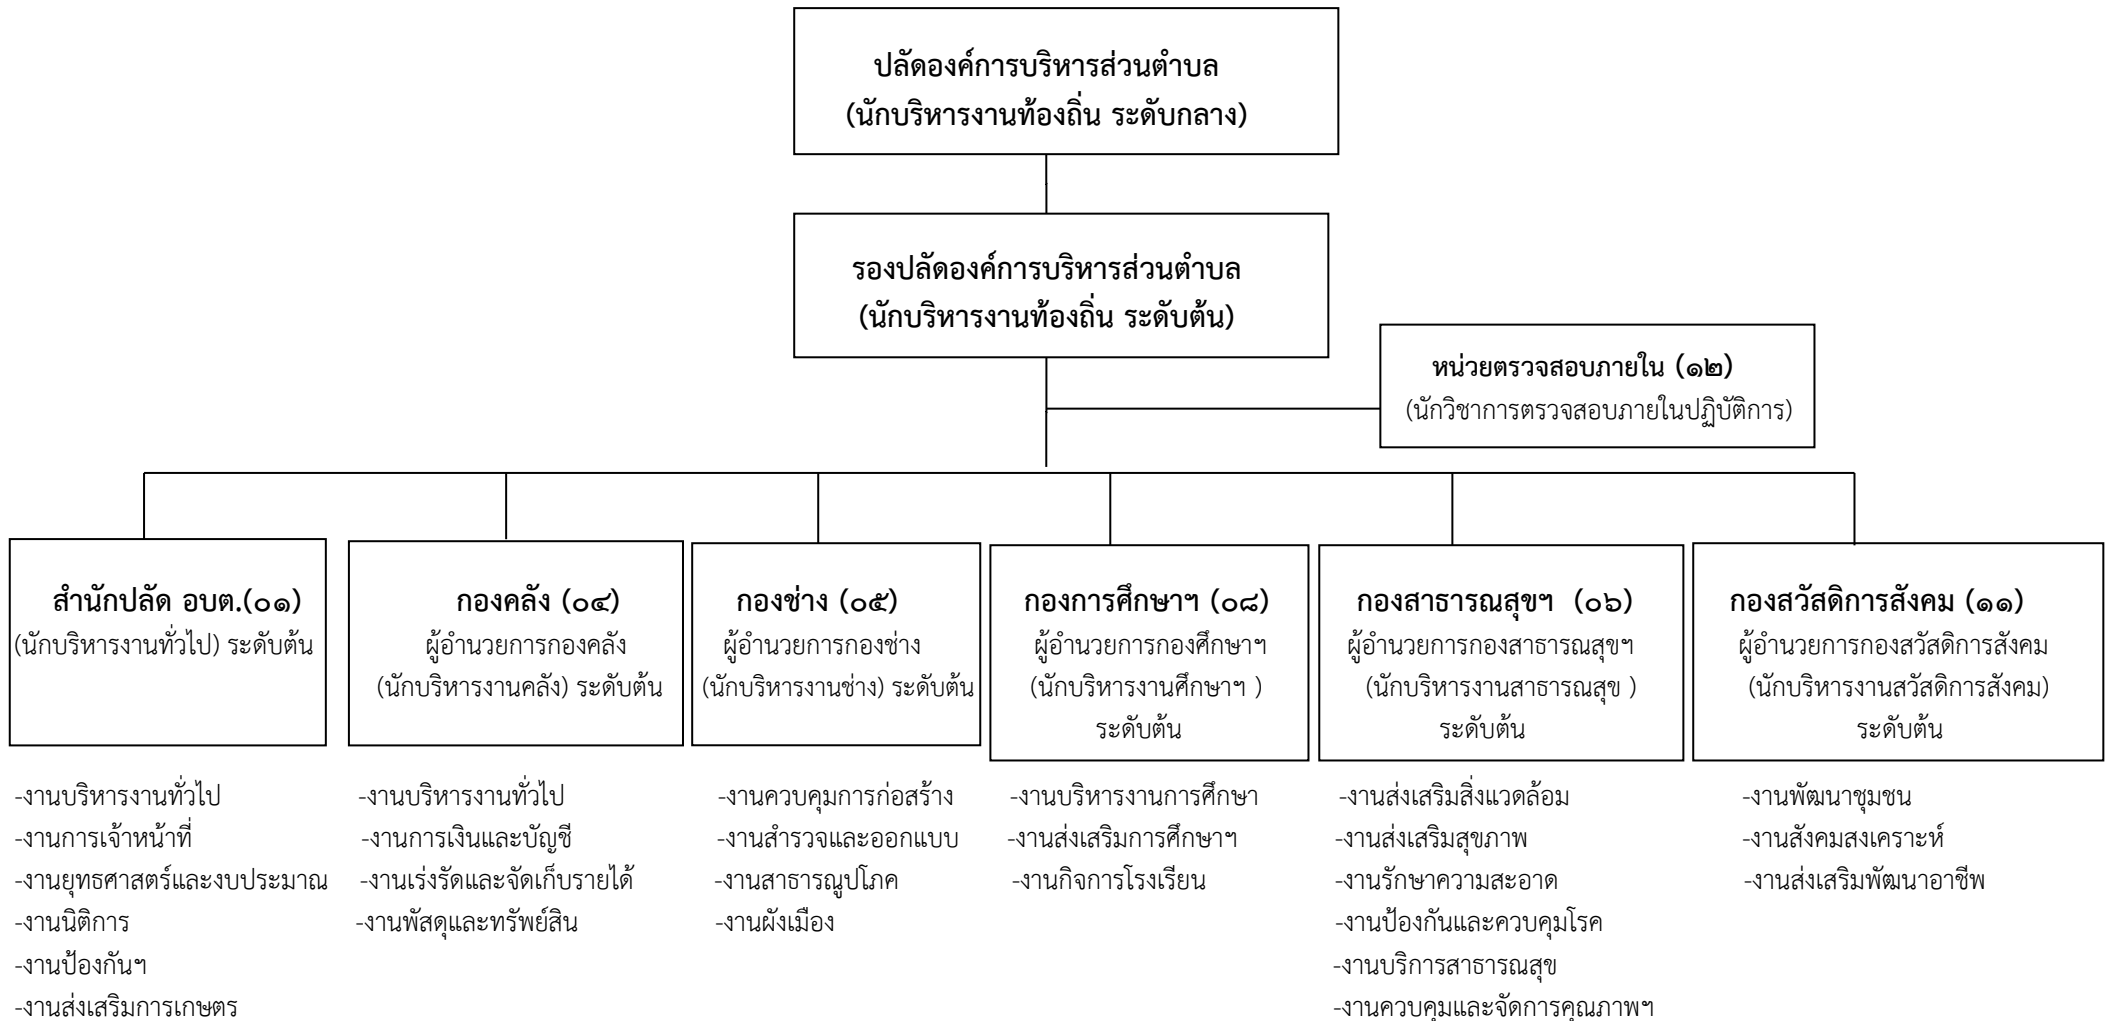 ปลัดองค์การบริหารส่วนตำบล
(นักบริหารงานท้องถิ่น ระดับกลาง)
รองปลัดองค์การบริหารส่วนตำบล
(นักบริหารงานท้องถิ่น ระดับต้น)
หน่วยตรวจสอบภายใน (๑๒)
(นักวิชาการตรวจสอบภายในปฏิบัติการ)
สำนักปลัด อบต.(๐๑)
(นักบริหารงานทั่วไป) ระดับต้น
-งานบริหารงานทั่วไป
-งานการเจ้าหน้าที่
-งานยุทธศาสตร์และงบประมาณ
-งานนิติการ
-งานป้องกันฯ
-งานส่งเสริมการเกษตร
กองคลัง (๐๔)
ผู้อำนวยการกองคลัง
(นักบริหารงานคลัง) ระดับต้น
-งานบริหารงานทั่วไป
-งานการเงินและบัญชี
-งานเร่งรัดและจัดเก็บรายได้
-งานพัสดุและทรัพย์สิน
กองช่าง (๐๕)
ผู้อำนวยการกองช่าง
(นักบริหารงานช่าง) ระดับต้น
-งานควบคุมการก่อสร้าง
-งานสำรวจและออกแบบ
-งานสาธารณูปโภค
-งานผังเมือง
กองการศึกษาฯ (๐๘)
ผู้อำนวยการกองศึกษาฯ
(นักบริหารงานศึกษาฯ )
ระดับต้น
-งานบริหารงานการศึกษา
-งานส่งเสริมการศึกษาฯ
-งานกิจการโรงเรียน
กองสาธารณสุขฯ (๐๖)
ผู้อำนวยการกองสาธารณสุขฯ
(นักบริหารงานสาธารณสุข )
ระดับต้น
-งานส่งเสริมสิ่งแวดล้อม
-งานส่งเสริมสุขภาพ
-งานรักษาความสะอาด
-งานป้องกันและควบคุมโรค
-งานบริการสาธารณสุข
-งานควบคุมและจัดการคุณภาพฯ
กองสวัสดิการสังคม (๑๑)
ผู้อำนวยการกองสวัสดิการสังคม
(นักบริหารงานสวัสดิการสังคม)
ระดับต้น
-งานพัฒนาชุมชน
-งานสังคมสงเคราะห์
-งานส่งเสริมพัฒนาอาชีพ